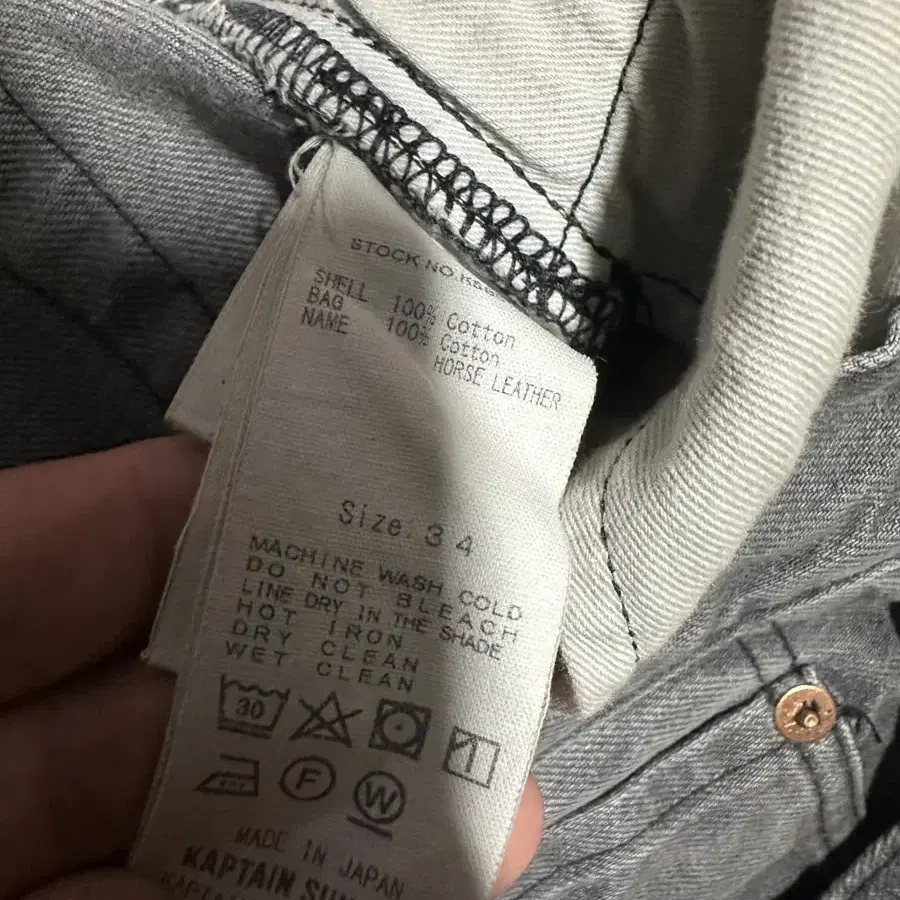 STOCK NO.
SHELL 100% Cotton
BAG 100% Cotton
NAME HORSE LEATHER
Size. 34
MACHINE WASH COLD
DO NOT BLEACH
LINE DRY IN THE SHADE
HOT IRON
DRY CLEAN
WET CLEAN
30
F W
MADE IN JAPAN
KAPTAIN